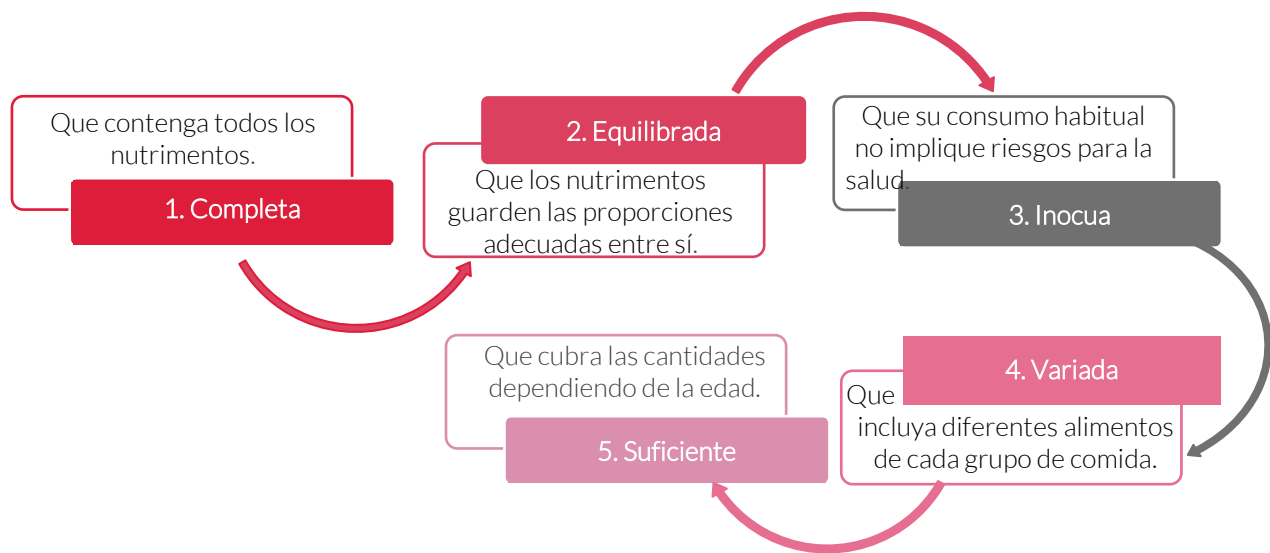 Que contenga todos los
nutrimentos.
1. Completa
2. Equilibrada
Que los nutrimentos
guarden las proporciones
adecuadas entre sí.
Que su consumo habitual
no implique riesgos para la
salud.
3. Inocua
4. Variada
Que
incluya diferentes alimentos
de cada grupo de comida.
Que cubra las cantidades
dependiendo de la edad.
5. Suficiente